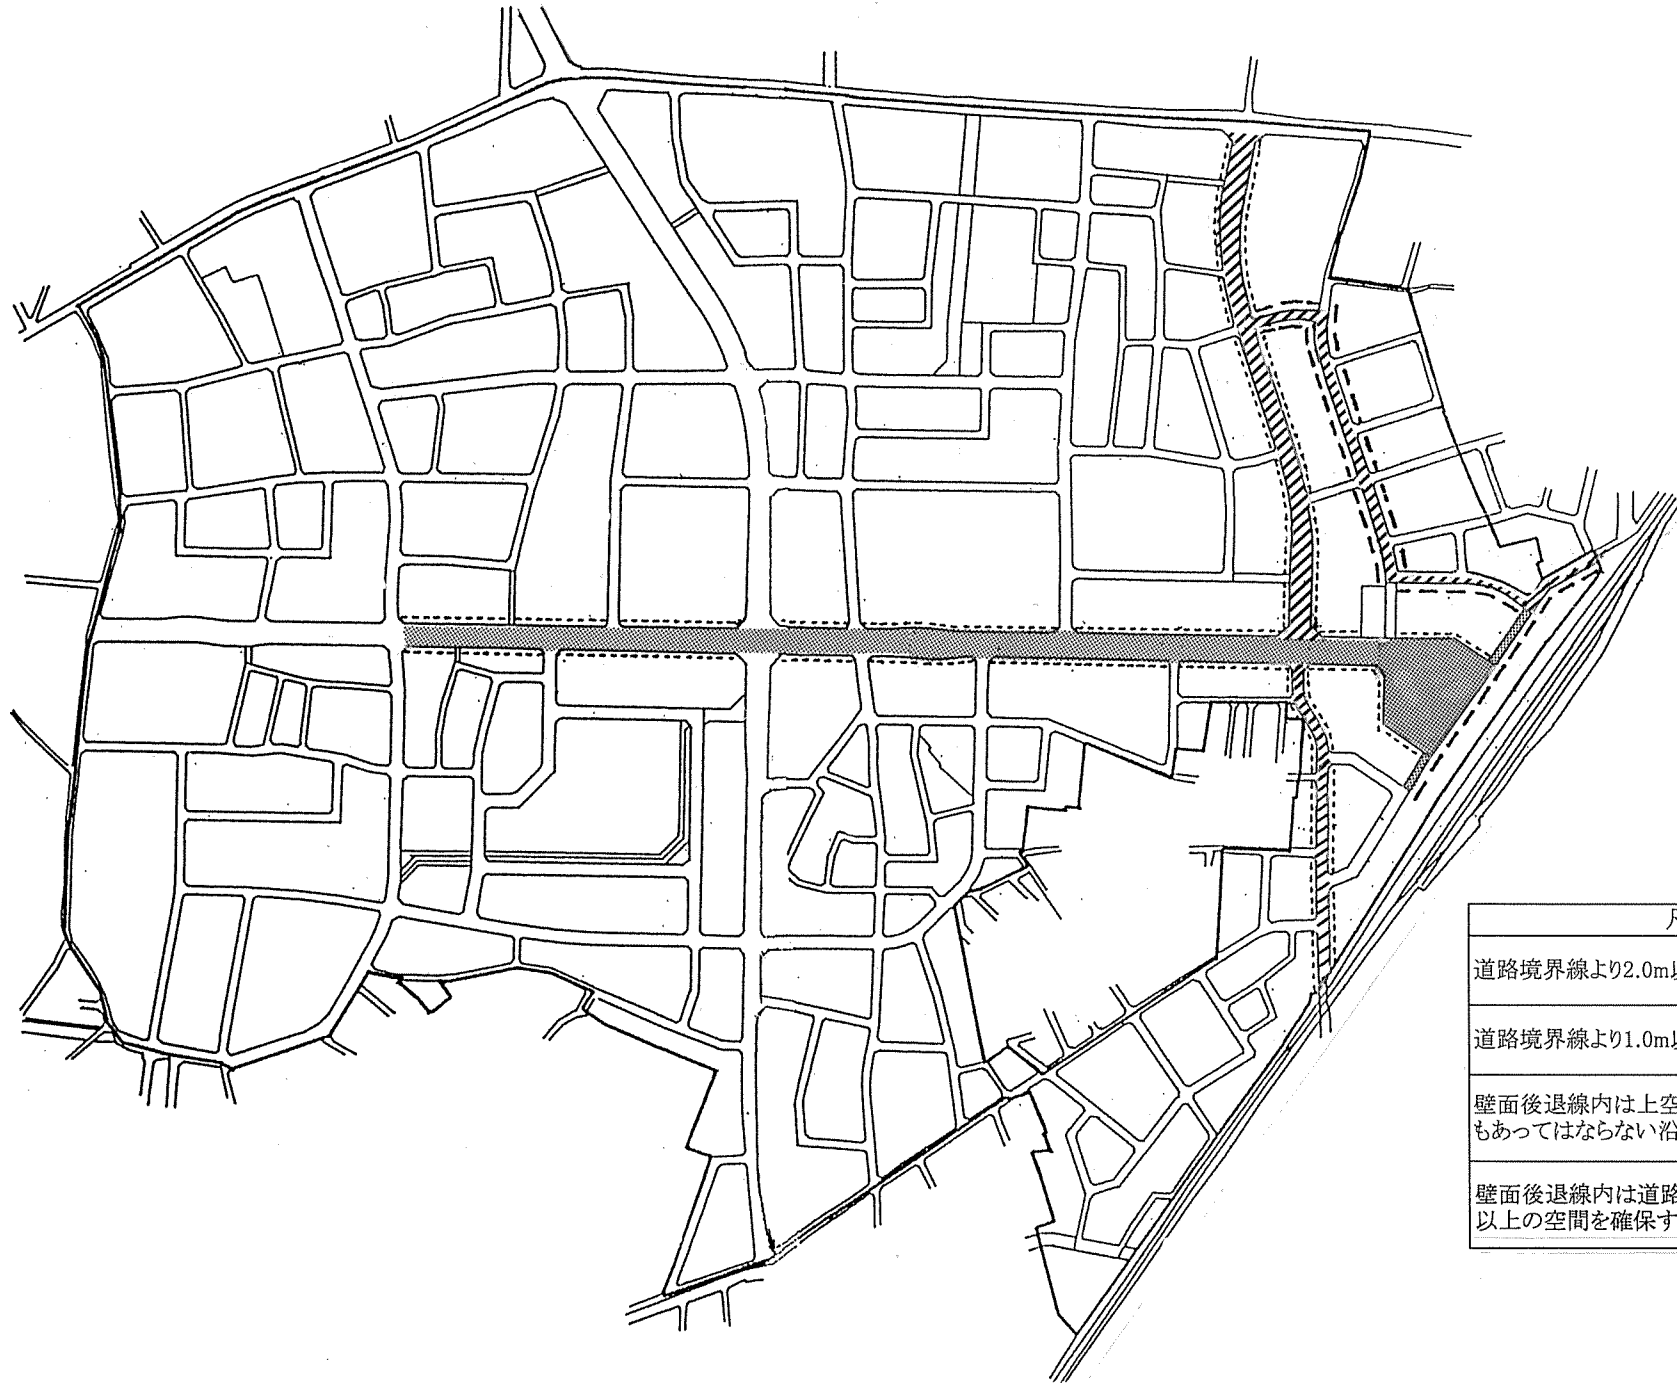 道路境界線より2.0m
道路境界線より1.0m
壁面後退線内は上空
もあってはならない沿
壁面後退線内は道路
以上の空間を確保す